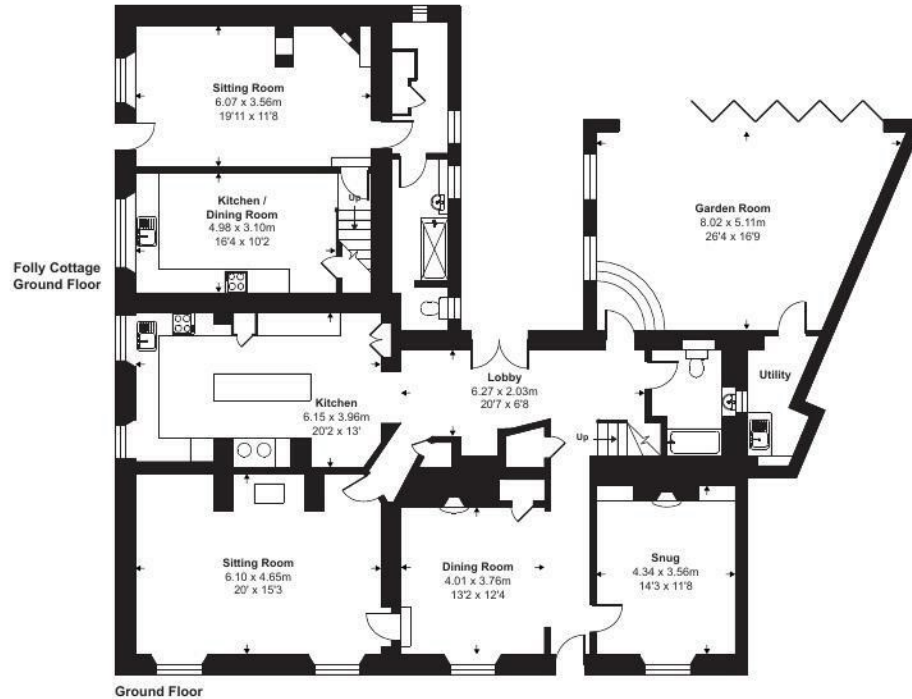 Sitting Room
6.07 x 3.56m
19'11 x 11'8
Kitchen /
Dining Room
4.98 x 3.10m
16'4 x 10'2
Up
Garden Room
8.02 x 5.11m
26'4 x 16'9
Folly Cottage
Ground Floor
Kitchen
6.15 x 3.96m
20'2 x 13'
Lobby
6.27 x 2.03m
20'7 x 6'8
Up
Utility
Sitting Room
6.10 x 4.65m
20' x 15'3
Dining Room
4.01 x 3.76m
13'2 x 12'4
Snug
4.34 x 3.56m
14'3 x 11'8
Ground Floor